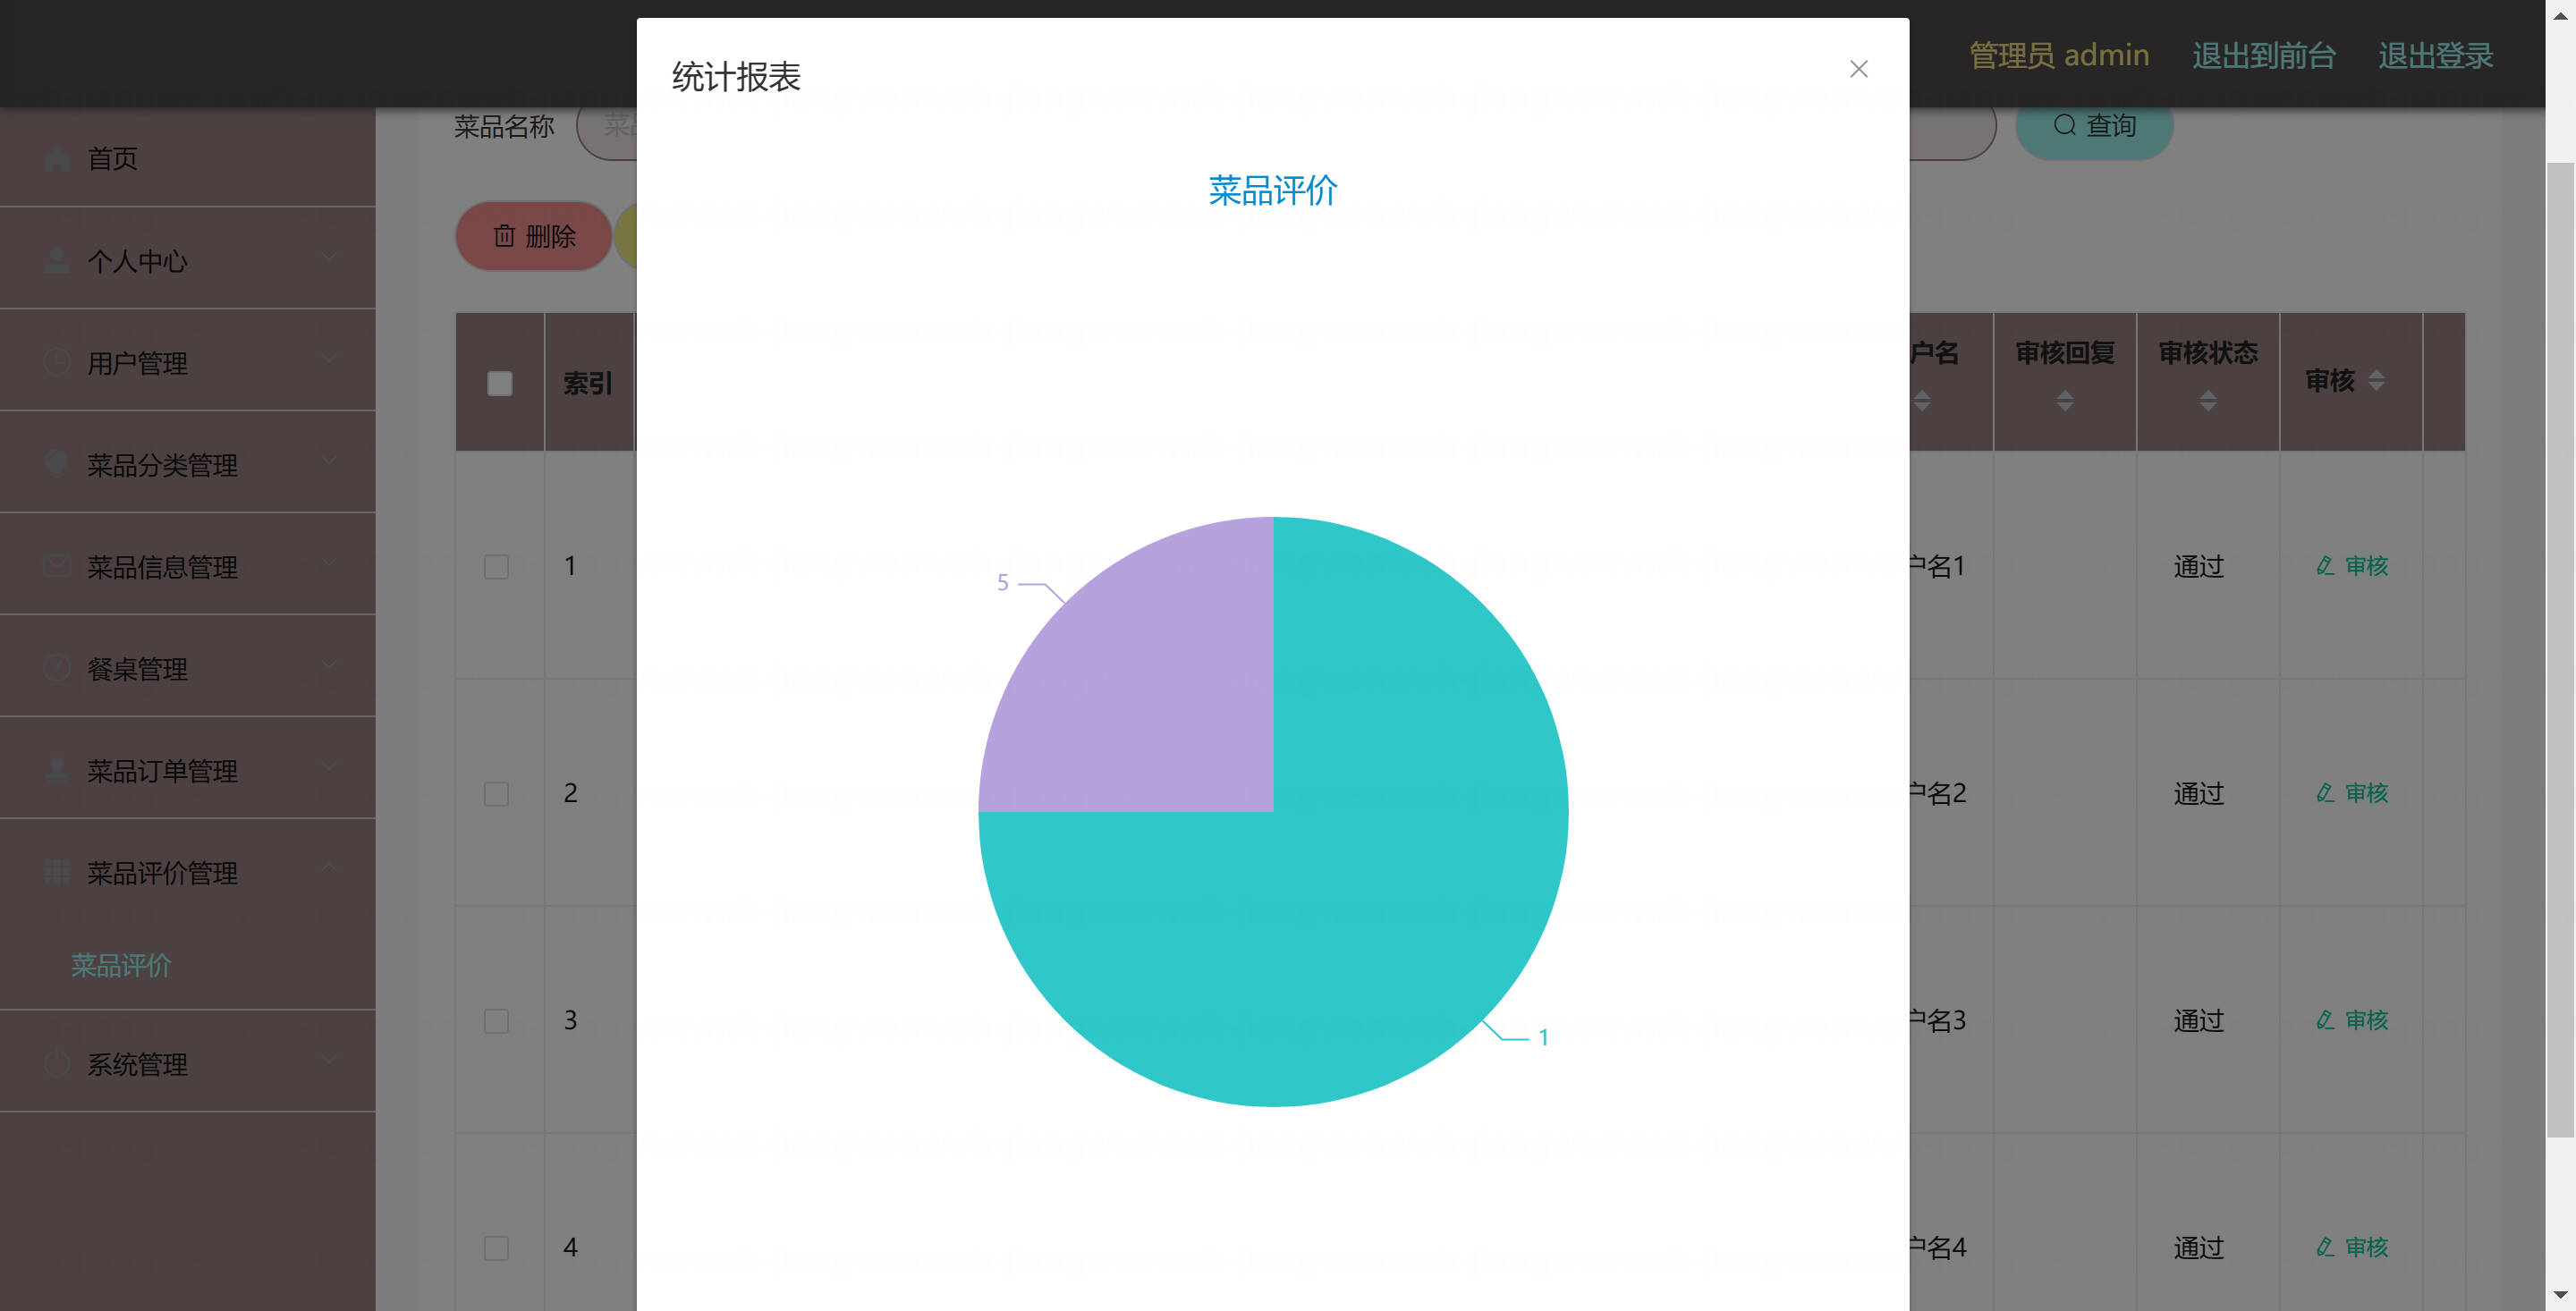 统计报表
管理员 admin 退出到前台 退出登录
菜品名称 查询
菜品评价
删除
首页
个人中心
用户管理
菜品分类管理
菜品信息管理
餐桌管理
菜品订单管理
菜品评价管理
菜品评价
系统管理
索引 户名 审核回复 审核状态 审核
1 户名1 通过 审核
2 户名2 通过 审核
3 户名3 通过 审核
4 户名4 通过 审核
5
1